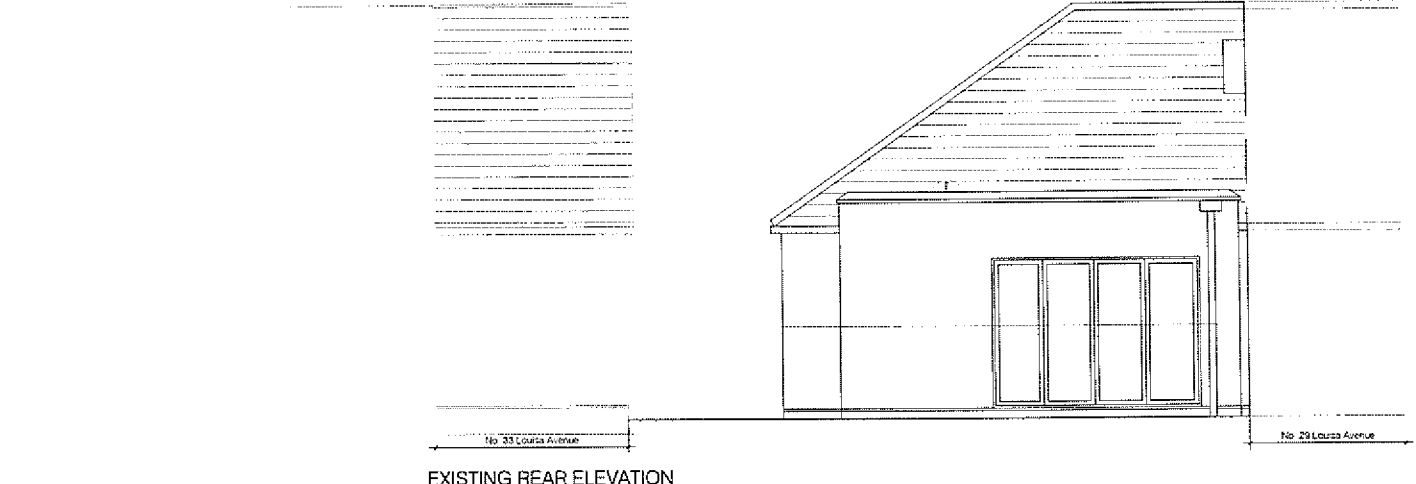 No. 33 Louisa Avenue
No. 29 Louisa Avenue
EXISTING REAR ELEVATION